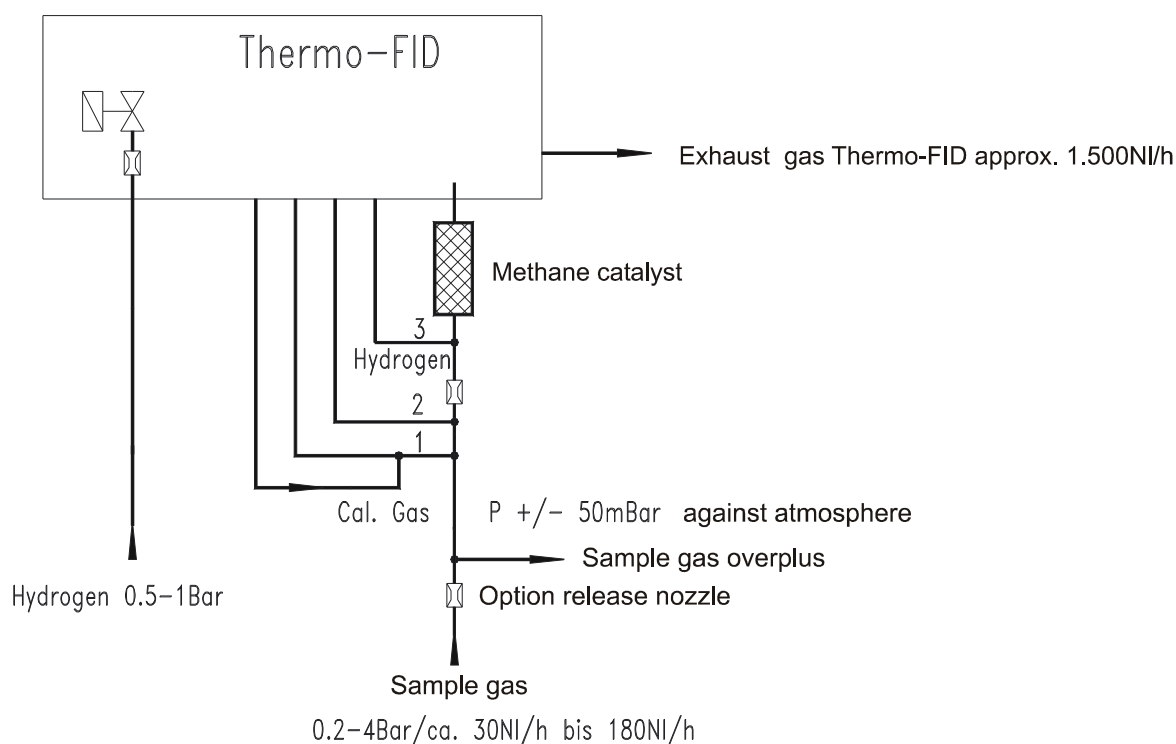 Thermo-FID
Exhaust gas Thermo-FID approx. 1.500Nl/h
Methane catalyst
3
Hydrogen
2
1
Cal. Gas
P +/- 50mBar against atmosphere
Sample gas overplus
Hydrogen 0.5-1Bar
Option release nozzle
Sample gas
0.2-4Bar/ca. 30Nl/h bis 180Nl/h